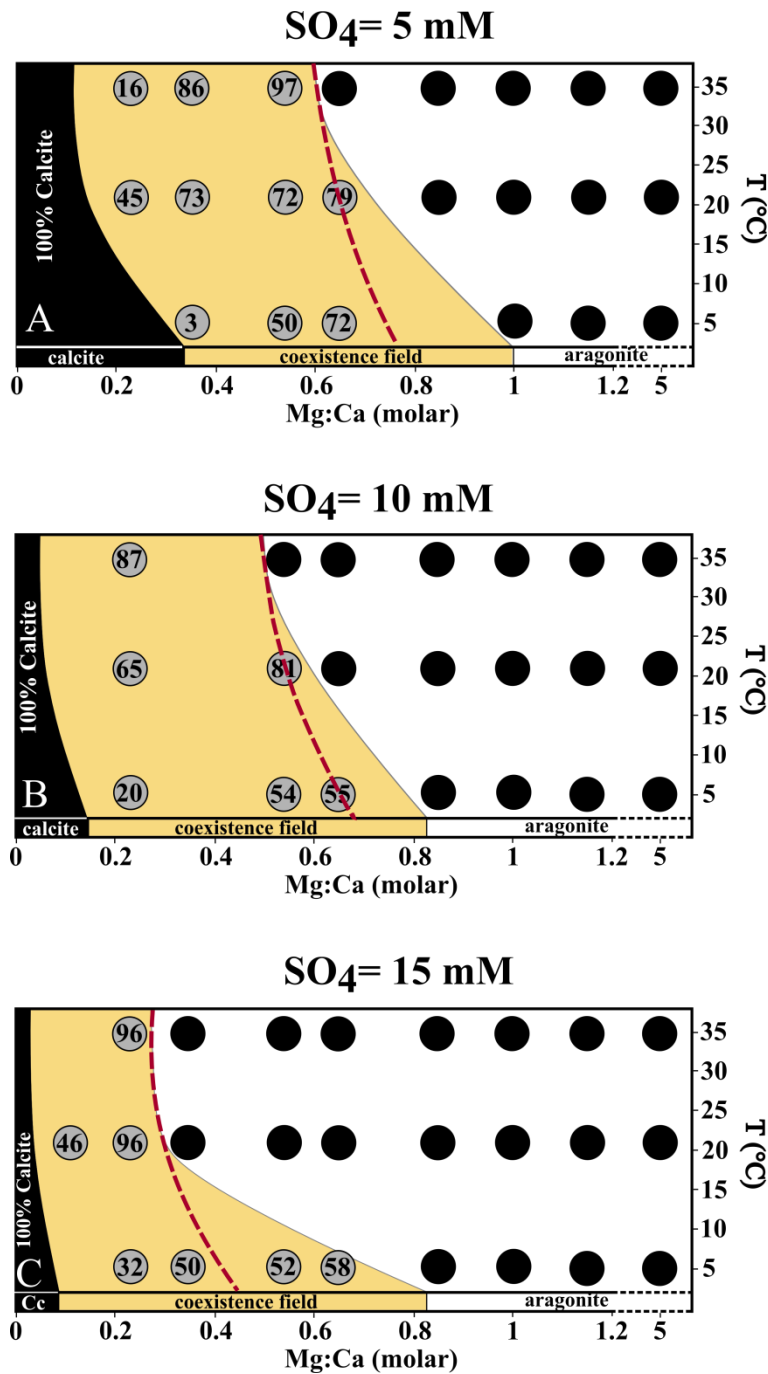 SO4= 5 mM
16 86 97 35
30
25
45 73 72 79 20
15
10
3 50 72 5
100% Calcite
A
T (°C)
calcite coexistence field aragonite
0 0.2 0.4 0.6 0.8 1 1.2 5
Mg:Ca (molar)
SO4= 10 mM
87 35
30
25
65 81 20
15
10
20 54 55 5
100% Calcite
B
T (°C)
calcite coexistence field aragonite
0 0.2 0.4 0.6 0.8 1 1.2 5
Mg:Ca (molar)
SO4= 15 mM
96 35
30
25
46 96 20
15
10
32 50 52 58 5
100% Calcite
C
T (°C)
Cc coexistence field aragonite
0 0.2 0.4 0.6 0.8 1 1.2 5
Mg:Ca (molar)